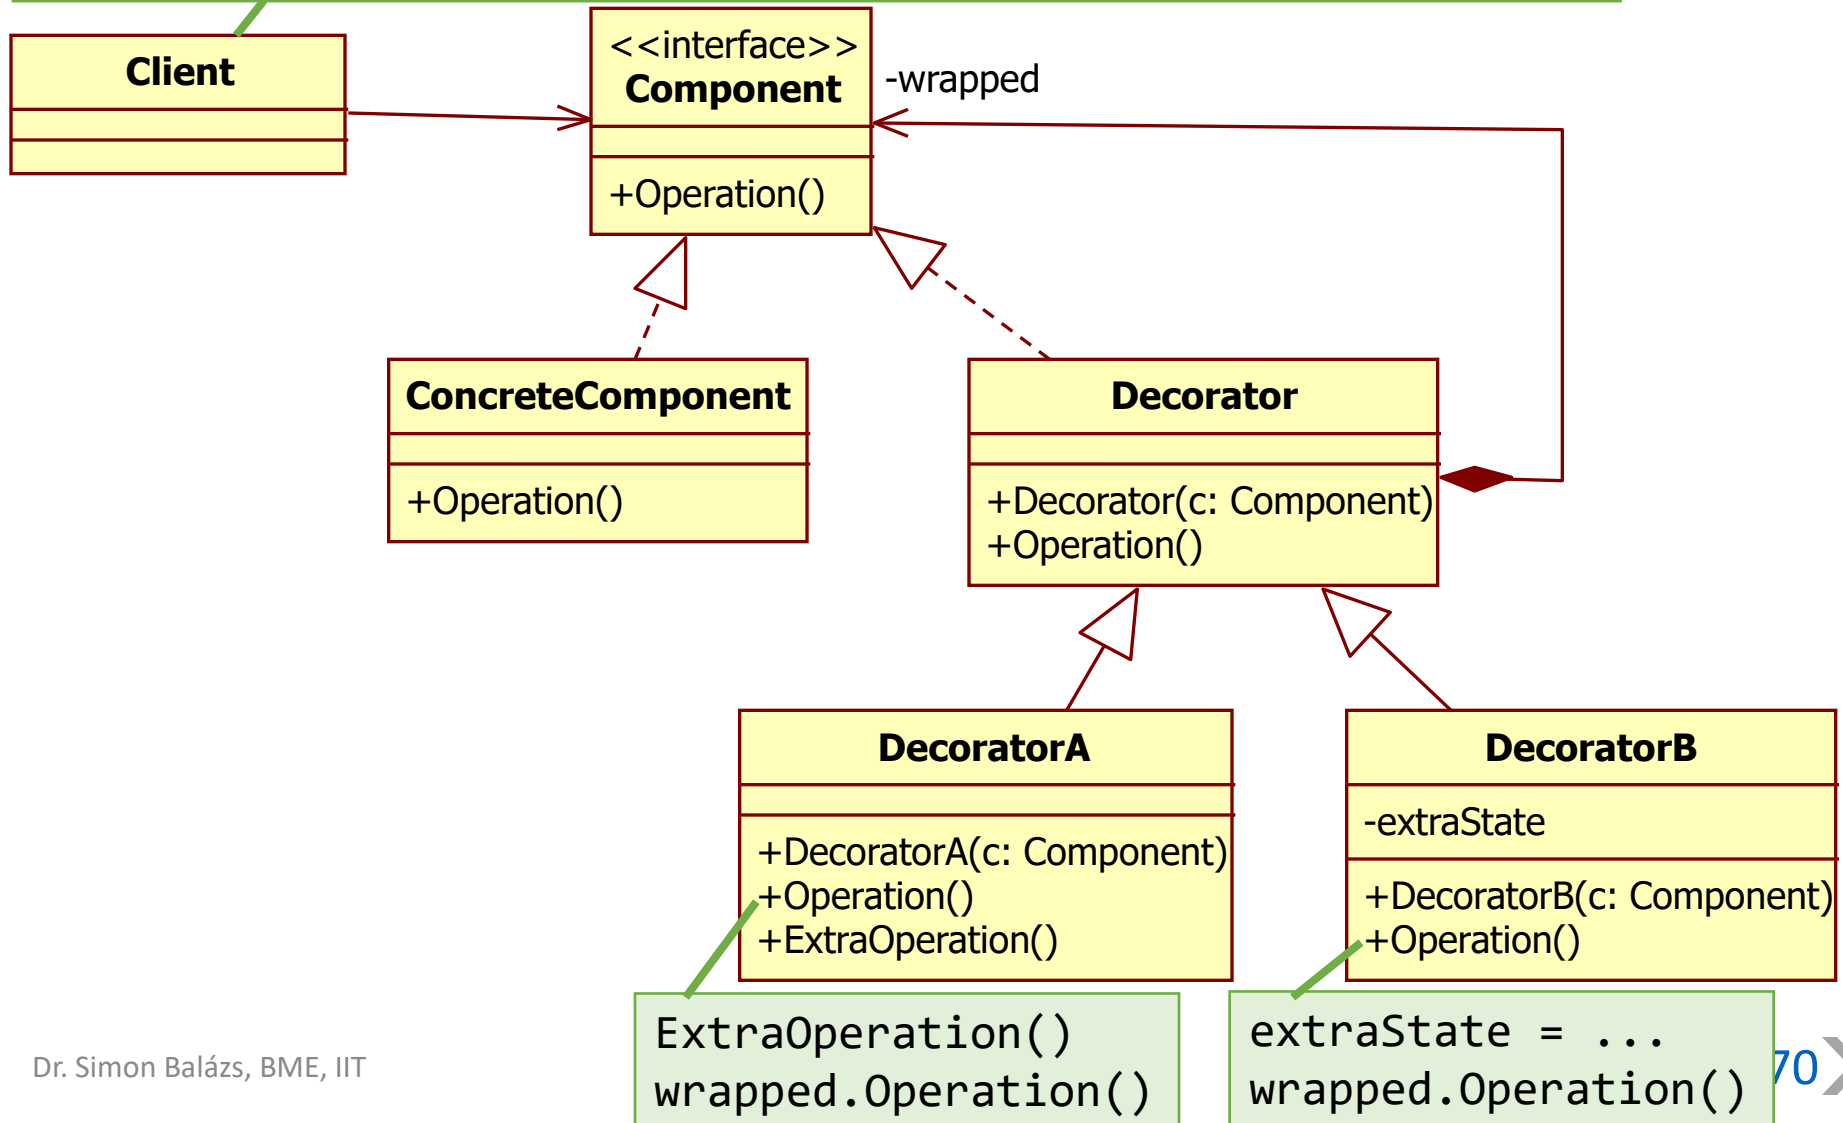 Client
<<interface>>
Component
-wrapped
+Operation()
ConcreteComponent
+Operation()
Decorator
+Decorator(c: Component)
+Operation()
DecoratorA
+DecoratorA(c: Component)
+Operation()
+ExtraOperation()
DecoratorB
-extraState
+DecoratorB(c: Component)
+Operation()
ExtraOperation()
wrapped.Operation()
extraState = ...
wrapped.Operation()
Dr. Simon Balázs, BME, IIT
70